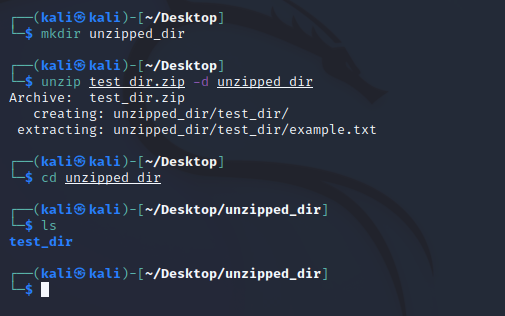 ┌──(kali㉿kali)-[~/Desktop]
└─$ mkdir unzipped_dir
┌──(kali㉿kali)-[~/Desktop]
└─$ unzip test_dir.zip -d unzipped_dir
Archive:  test_dir.zip
   creating: unzipped_dir/test_dir/
 extracting: unzipped_dir/test_dir/example.txt
┌──(kali㉿kali)-[~/Desktop]
└─$ cd unzipped_dir
┌──(kali㉿kali)-[~/Desktop/unzipped_dir]
└─$ ls
test_dir
┌──(kali㉿kali)-[~/Desktop/unzipped_dir]
└─$